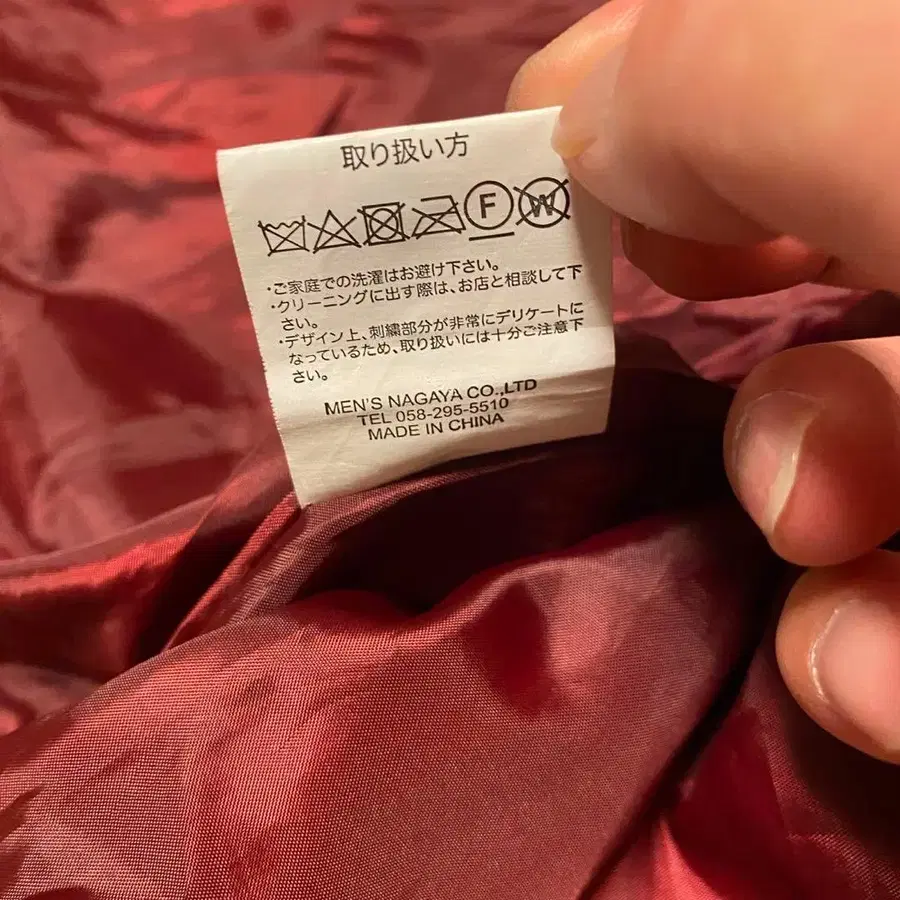 取り扱い方
F W
・ご家庭での洗濯はお避け下さい。
・クリーニングに出す際は、お店と相談して下
さい。
・デザイン上、刺繍部分が非常にデリケートに
なっているため、取り扱いには十分ご注意下
さい。
MEN'S NAGAYA CO.,LTD
TEL 058-295-5510
MADE IN CHINA